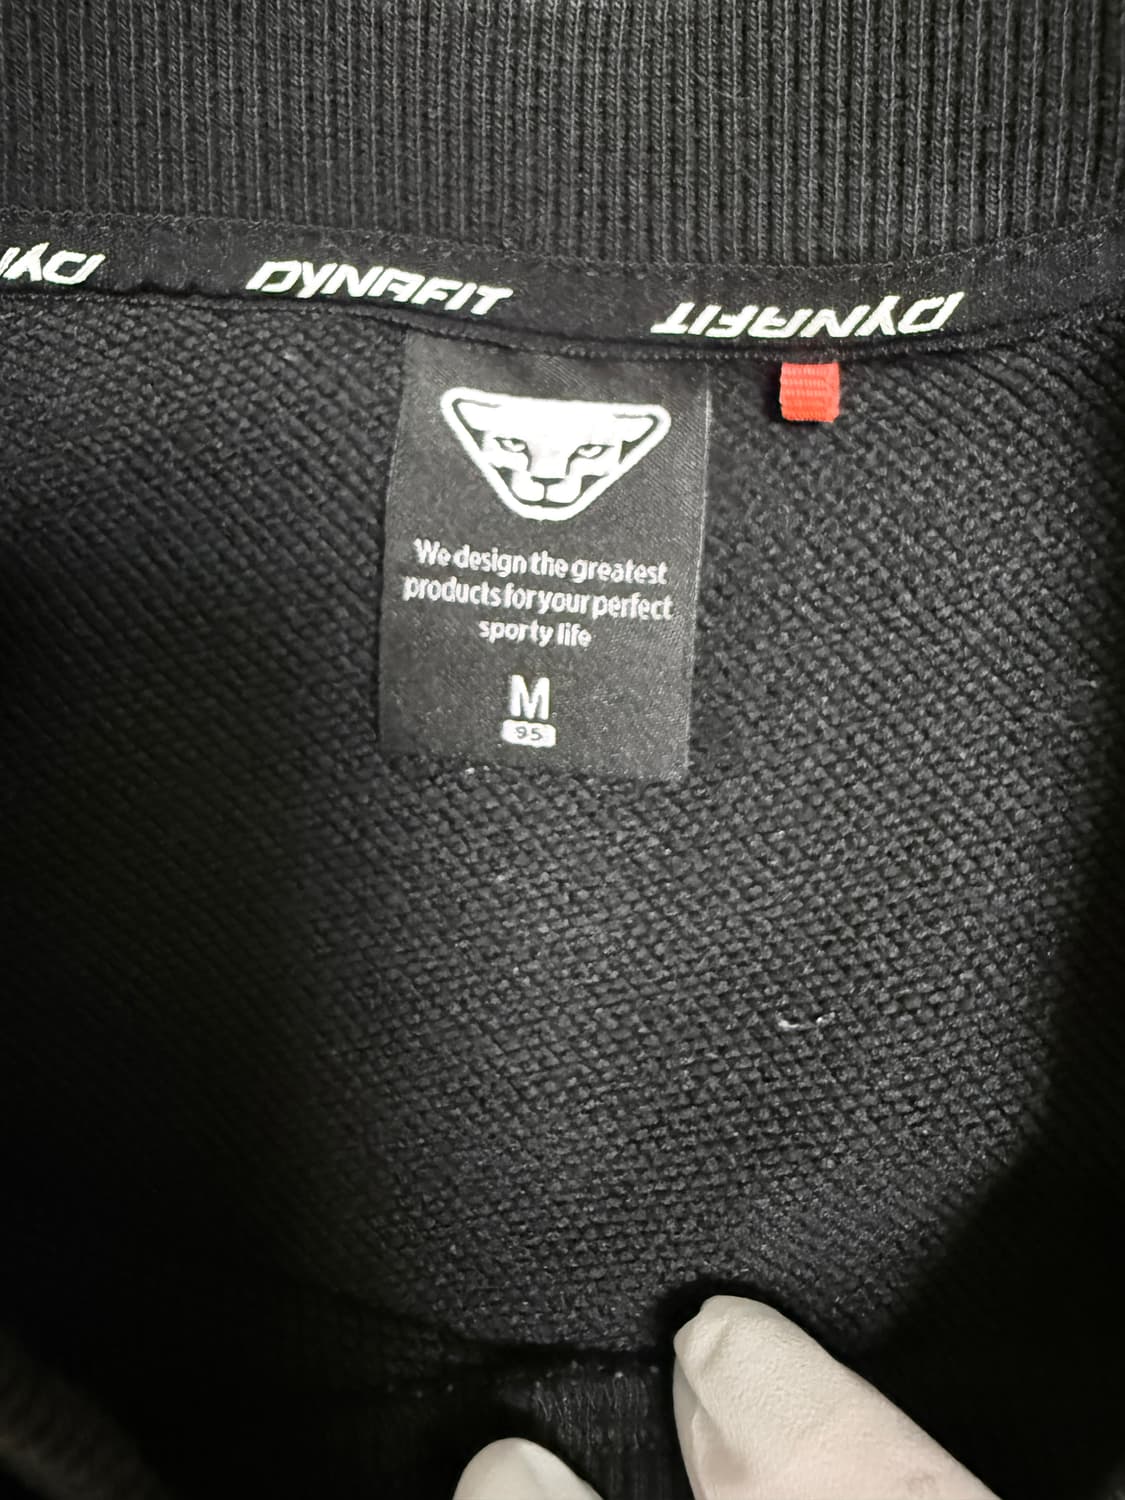 DYNAFIT
DYNAFIT
We design the greatest
products for your perfect
sporty life
M
95